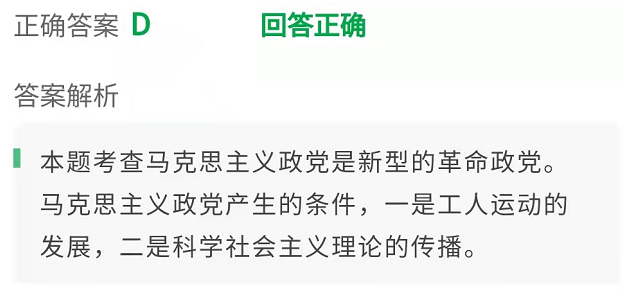 正确答案 D 回答正确
答案解析
本题考查马克思主义政党是新型的革命政党。
马克思主义政党产生的条件，一是工人运动的
发展，二是科学社会主义理论的传播。